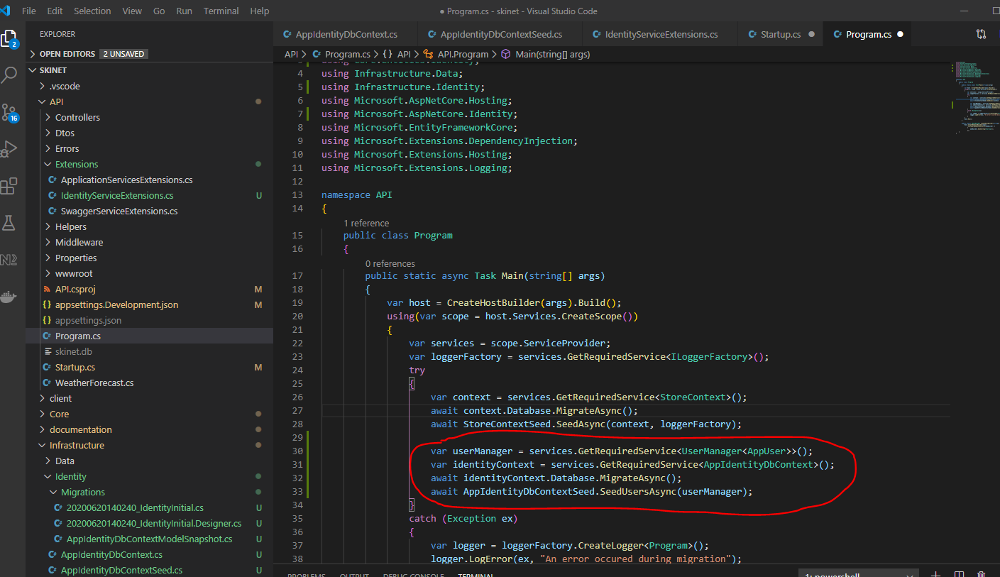 File Edit Selection View Go Run Terminal Help
● Program.cs - skinet - Visual Studio Code
EXPLORER
OPEN EDITORS 2 UNSAVED
SKINET
.vscode
API
Controllers
Dtos
Errors
Extensions
C# ApplicationServicesExtensions.cs
C# IdentityServiceExtensions.cs U
C# SwaggerServiceExtensions.cs
Helpers
Middleware
Properties
wwwroot
API.csproj M
{} appsettings.Development.json M
{} appsettings.json
C# Program.cs
skinet.db
C# Startup.cs M
C# WeatherForecast.cs
client
Core
documentation
Infrastructure
Data
Identity
Migrations
C# 20200620140240_IdentityInitial.cs U
C# 20200620140240_IdentityInitial.Designer.cs U
C# AppIdentityDbContextModelSnapshot.cs U
C# AppIdentityDbContext.cs U
C# AppIdentityDbContextSeed.cs U
2
16
C# AppIdentityDbContext.cs C# AppIdentityDbContextSeed.cs C# IdentityServiceExtensions.cs C# Startup.cs ● C# Program.cs ●
API > C# Program.cs > {} API > API.Program > Main(string[] args)
3 using Core.Entities.Identity;
4 using Infrastructure.Data;
5 using Infrastructure.Identity;
6 using Microsoft.AspNetCore.Hosting;
7 using Microsoft.AspNetCore.Identity;
8 using Microsoft.EntityFrameworkCore;
9 using Microsoft.Extensions.DependencyInjection;
10 using Microsoft.Extensions.Hosting;
11 using Microsoft.Extensions.Logging;
12
13 namespace API
14 {
1 reference
15 public class Program
16 {
0 references
17 public static async Task Main(string[] args)
18 {
19 var host = CreateHostBuilder(args).Build();
20 using(var scope = host.Services.CreateScope())
21 {
22 var services = scope.ServiceProvider;
23 var loggerFactory = services.GetRequiredService<ILoggerFactory>();
24 try
25 {
26 var context = services.GetRequiredService<StoreContext>();
27 await context.Database.MigrateAsync();
28 await StoreContextSeed.SeedAsync(context, loggerFactory);
29
30 var userManager = services.GetRequiredService<UserManager<AppUser>>();
31 var identityContext = services.GetRequiredService<AppIdentityDbContext>();
32 await identityContext.Database.MigrateAsync();
33 await AppIdentityDbContextSeed.SeedUsersAsync(userManager);
34 }
35 catch (Exception ex)
36 {
37 var logger = loggerFactory.CreateLogger<Program>();
38 logger.LogError(ex, "An error occured during migration");
PROBLEMS OUTPUT DEBUG CONSOLE TERMINAL 1: powershell